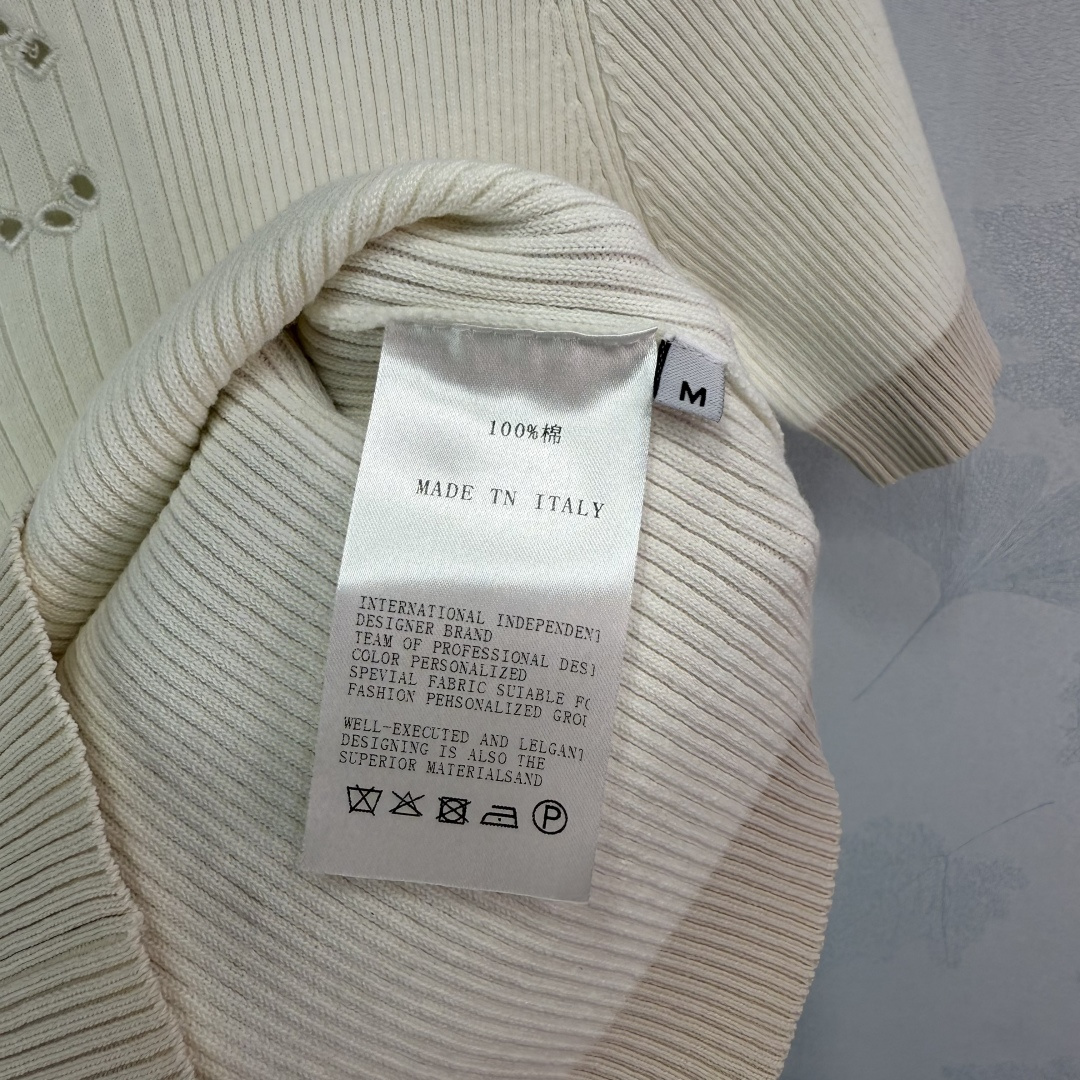 M
100%棉
MADE TN ITALY
INTERNATIONAL INDEPENDENT
DESIGNER BRAND
TEAM OF PROFESSIONAL DESI
COLOR PERSONALIZED
SPEVIAL FABRIC SUIABLE FO
FASHION PEHSONALIZED GROU
WELL-EXECUTED AND LELGANT
DESIGNING IS ALSO THE
SUPERIOR MATERIALSAND
P